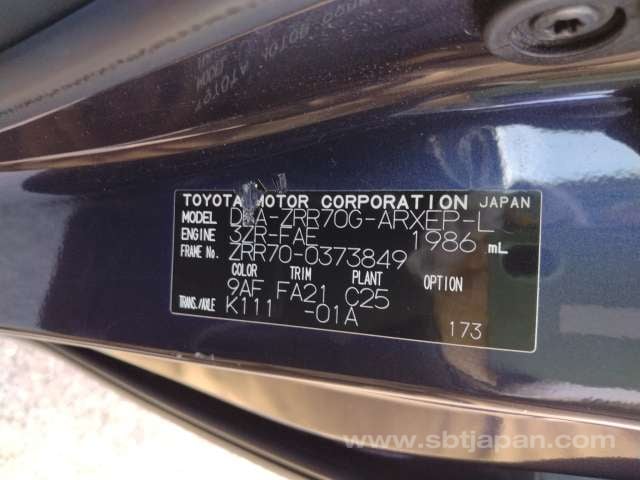 TOYOTA MOTOR CORPORATION JAPAN
MODEL DBA-ZRR70G-ARXEP-L
ENGINE 3ZR-FAE 1986 mL
FRAME No. ZRR70-0373849
COLOR TRIM PLANT OPTION
9AF FA21 C25
TRANS./AXLE K111 -01A
173
www.sbtjapan.com